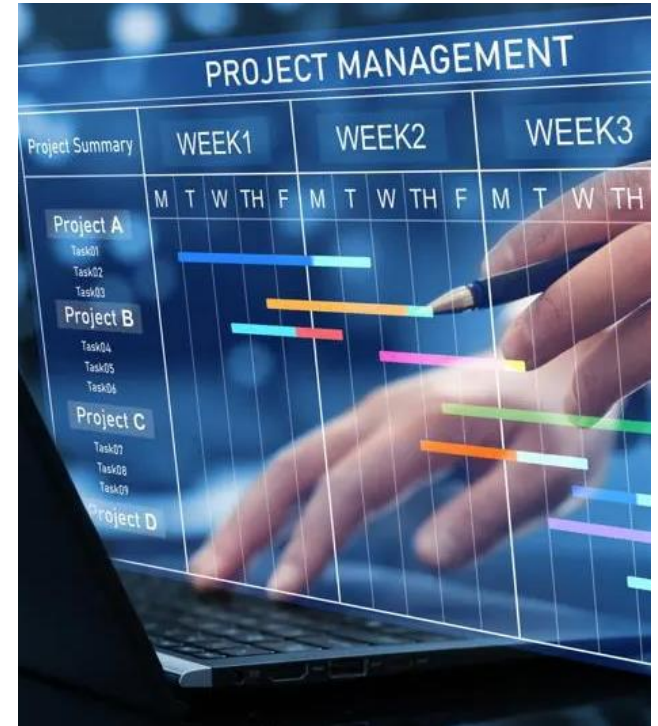 PROJECT MANAGEMENT
Project Summary WEEK1 WEEK2 WEEK3
M T W TH F M T W TH F M T W TH
Project A
Task01
Task02
Task03
Project B
Task04
Task05
Task06
Project C
Task07
Task08
Task09
Project D